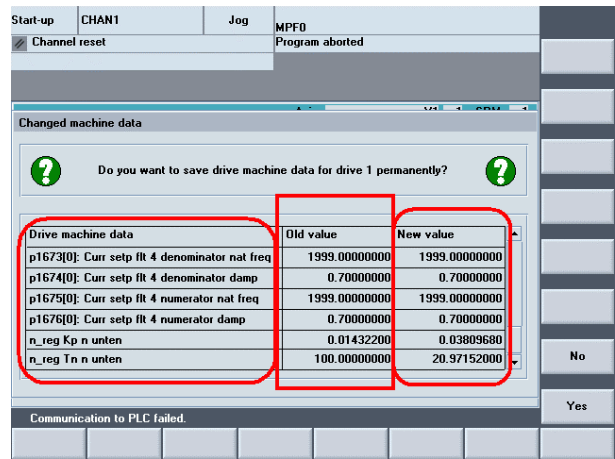 Start-up CHAN1 Jog MPF0
Channel reset Program aborted
Changed machine data
Do you want to save drive machine data for drive 1 permanently?
Drive machine data Old value New value
p1673[0]: Curr setp flt 4 denominator nat freq 1999.00000000 1999.00000000
p1674[0]: Curr setp flt 4 denominator damp 0.70000000 0.70000000
p1675[0]: Curr setp flt 4 numerator nat freq 1999.00000000 1999.00000000
p1676[0]: Curr setp flt 4 numerator damp 0.70000000 0.70000000
n_reg Kp n unten 0.01432200 0.03809680
n_reg Tn n unten 100.00000000 20.97152000
No
Yes
Communication to PLC failed.